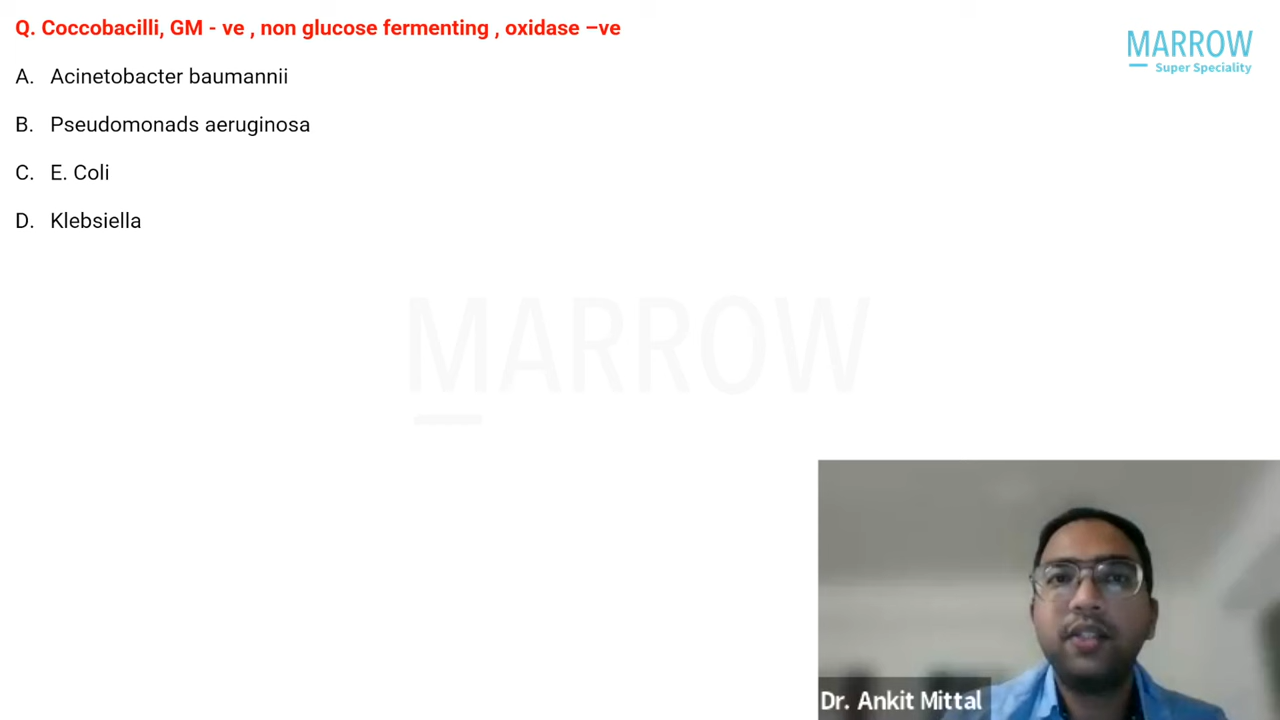 Q. Coccobacilli, GM - ve , non glucose fermenting , oxidase –ve
MARROW
Super Speciality
A. Acinetobacter baumannii
B. Pseudomonads aeruginosa
C. E. Coli
D. Klebsiella
MARROW
Dr. Ankit Mittal